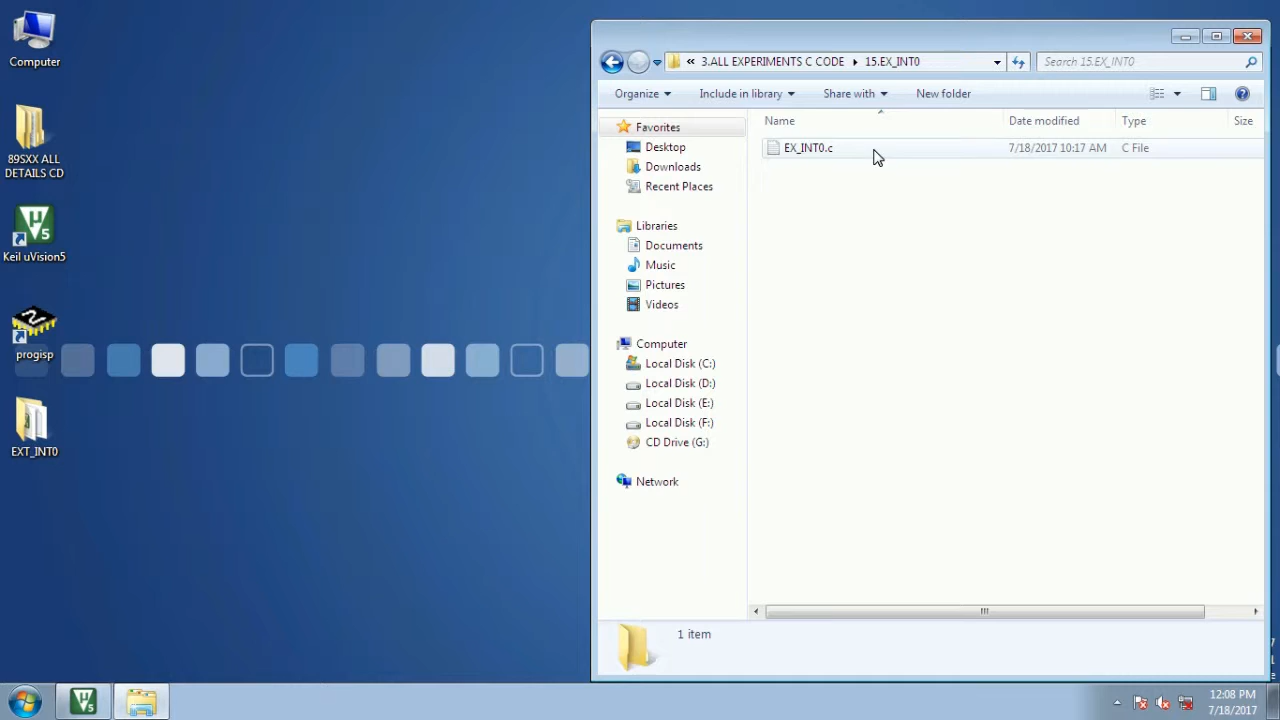 Computer
89SXX ALL
DETAILS CD
Keil uVision5
progisp
EXT_INT0
« 3.ALL EXPERIMENTS C CODE 15.EX_INT0
Search 15.EX_INT0
Organize Include in library Share with New folder
Name Date modified Type Size
EX_INT0.c 7/18/2017 10:17 AM C File
Favorites
Desktop
Downloads
Recent Places
Libraries
Documents
Music
Pictures
Videos
Computer
Local Disk (C:)
Local Disk (D:)
Local Disk (E:)
Local Disk (F:)
CD Drive (G:)
Network
1 item
12:08 PM
7/18/2017